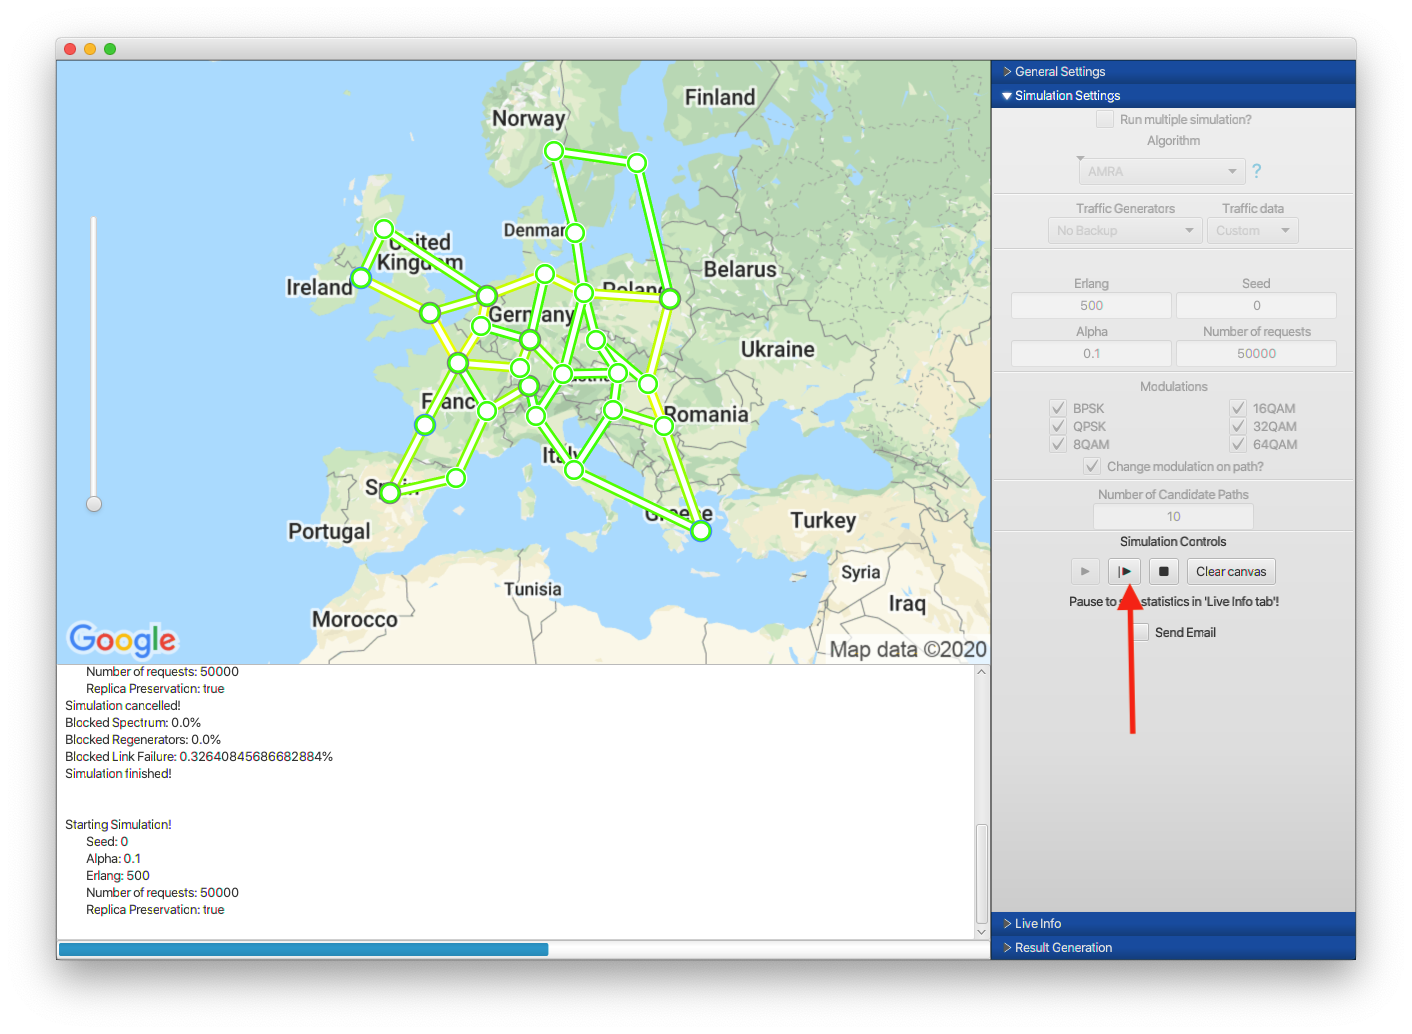 Norway
Finland
Denmar
United
Kingdom
Ireland
Belarus
Poland
Germany
Ukraine
Franc
Romania
Italy
Spain
Greece
Portugal
Turkey
Tunisia
Syria
Morocco
Iraq
Google
Map data ©2020
General Settings
Simulation Settings
Run multiple simulation?
Algorithm
AMRA ?
Traffic Generators Traffic data
No Backup Custom
Erlang Seed
500 0
Alpha Number of requests
0.1 50000
Modulations
BPSK 16QAM
QPSK 32QAM
8QAM 64QAM
Change modulation on path?
Number of Candidate Paths
10
Simulation Controls
Clear canvas
Pause to statistics in 'Live Info tab'!
Send Email
Live Info
Result Generation
Number of requests: 50000
Replica Preservation: true
Simulation cancelled!
Blocked Spectrum: 0.0%
Blocked Regenerators: 0.0%
Blocked Link Failure: 0.32640845686682884%
Simulation finished!
Starting Simulation!
Seed: 0
Alpha: 0.1
Erlang: 500
Number of requests: 50000
Replica Preservation: true